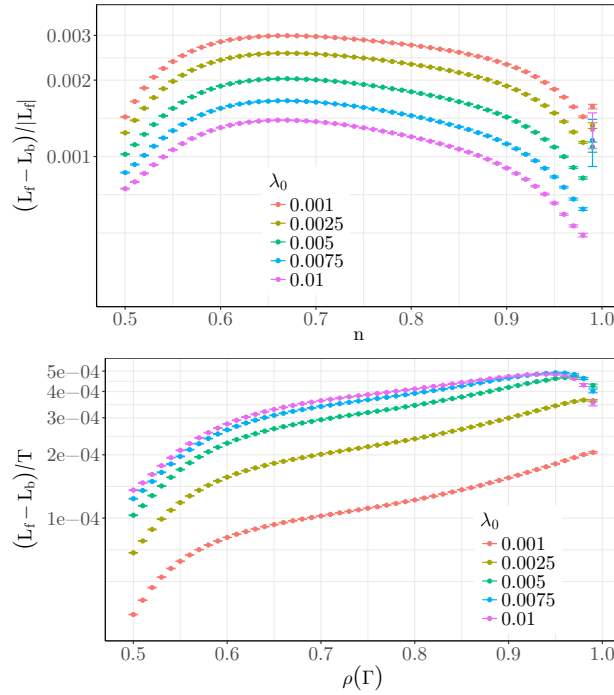 0.003
0.002
0.001
(L_f − L_b)/|L_f|
λ_0
0.001
0.0025
0.005
0.0075
0.01
0.5 0.6 0.7 0.8 0.9 1.0
n
5e−04
4e−04
3e−04
2e−04
1e−04
(L_f − L_b)/T
λ_0
0.001
0.0025
0.005
0.0075
0.01
0.5 0.6 0.7 0.8 0.9 1.0
ρ(Γ)